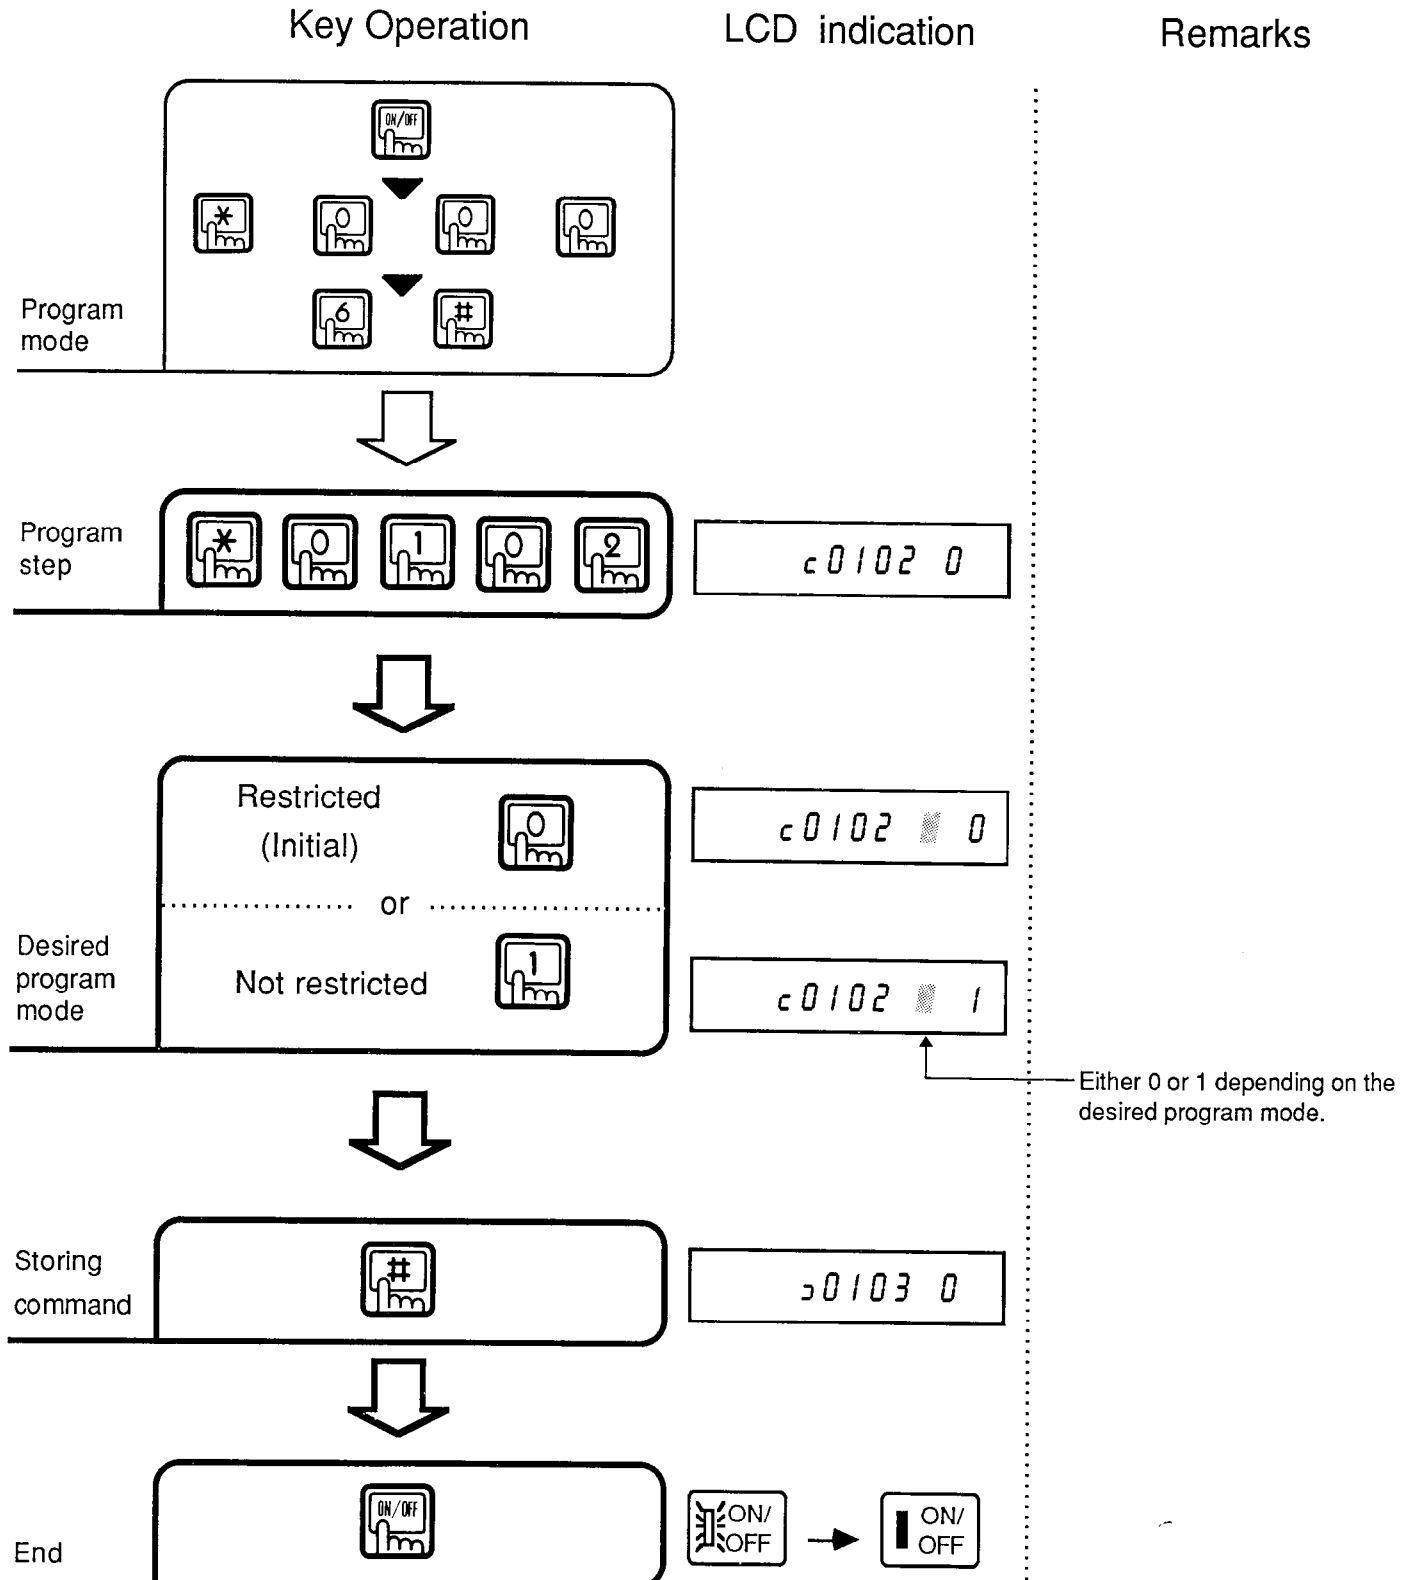 Key Operation LCD indication Remarks
ON/OFF
* 0 0 0
6 #
Program
mode
Program
step
* 0 1 0 2
c0102 0
Restricted
(Initial)
0
c0102 0
or
Desired
program
mode
Not restricted
1
c0102 1
Either 0 or 1 depending on the
desired program mode.
Storing
command
#
ɔ0103 0
End
ON/OFF
ON/
OFF
ON/
OFF